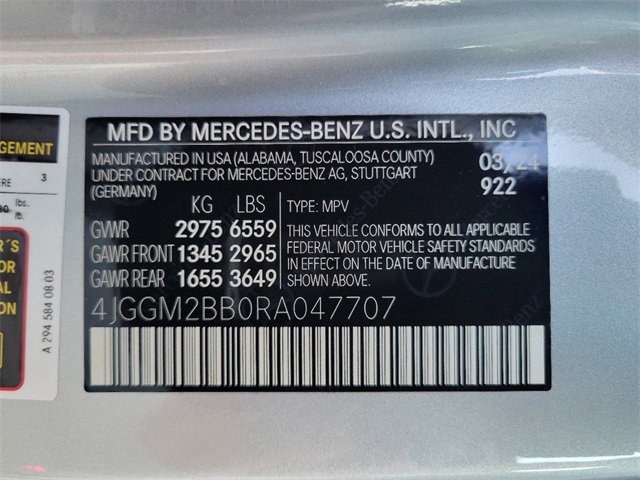 GEMENT
ERE 3
lbs.
lb.
A 294 584 08 03
MFD BY MERCEDES-BENZ U.S. INTL., INC
MANUFACTURED IN USA (ALABAMA, TUSCALOOSA COUNTY) 03/24
UNDER CONTRACT FOR MERCEDES-BENZ AG, STUTTGART 922
(GERMANY)
KG LBS TYPE: MPV
GVWR 2975 6559 THIS VEHICLE CONFORMS TO ALL APPLICABLE
GAWR FRONT 1345 2965 FEDERAL MOTOR VEHICLE SAFETY STANDARDS
GAWR REAR 1655 3649 IN EFFECT ON THE DATE OF MANUFACTURE
SHOWN ABOVE.
4JGGM2BB0RA047707